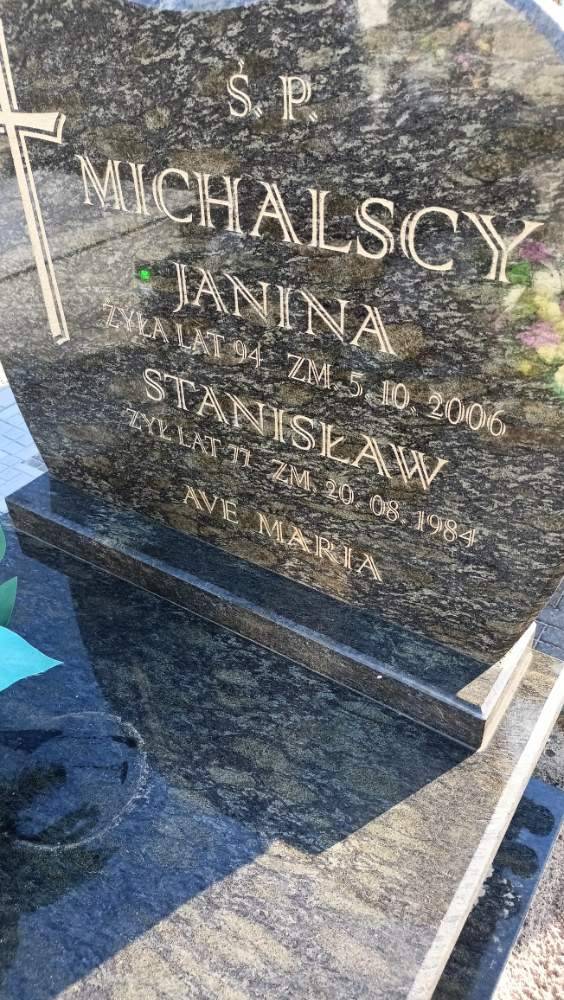 Ś. P.
MICHALSCY
JANINA
ŻYŁA LAT 94 ZM. 5. 10. 2006
STANISŁAW
ŻYŁ LAT 77 ZM. 20. 08. 1984
AVE MARIA